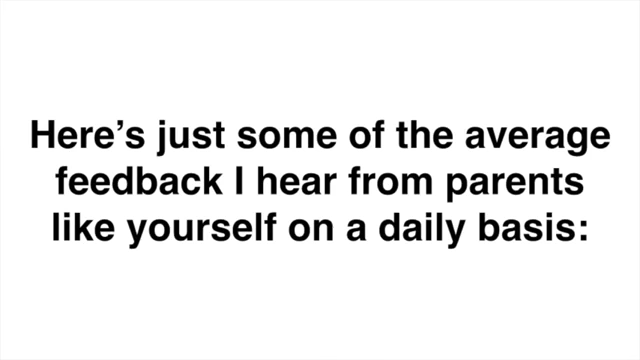 Here’s just some of the average
feedback I hear from parents
like yourself on a daily basis: